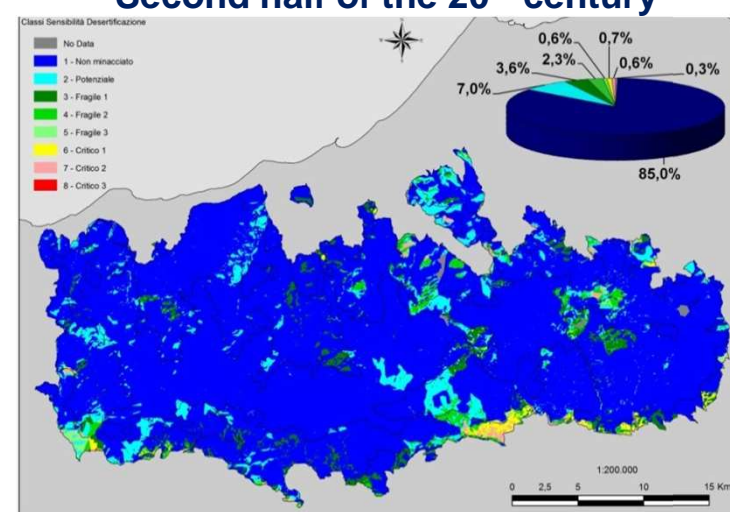 Second half of the 20th century
Classi Sensibilità Desertificazione
No Data
1 - Non minacciato
2 - Potenziale
3 - Fragile 1
4 - Fragile 2
5 - Fragile 3
6 - Critico 1
7 - Critico 2
8 - Critico 3
0,6%
0,7%
2,3%
0,6%
3,6%
0,3%
7,0%
85,0%
1:200.000
0 2,5 5 10 15 Km